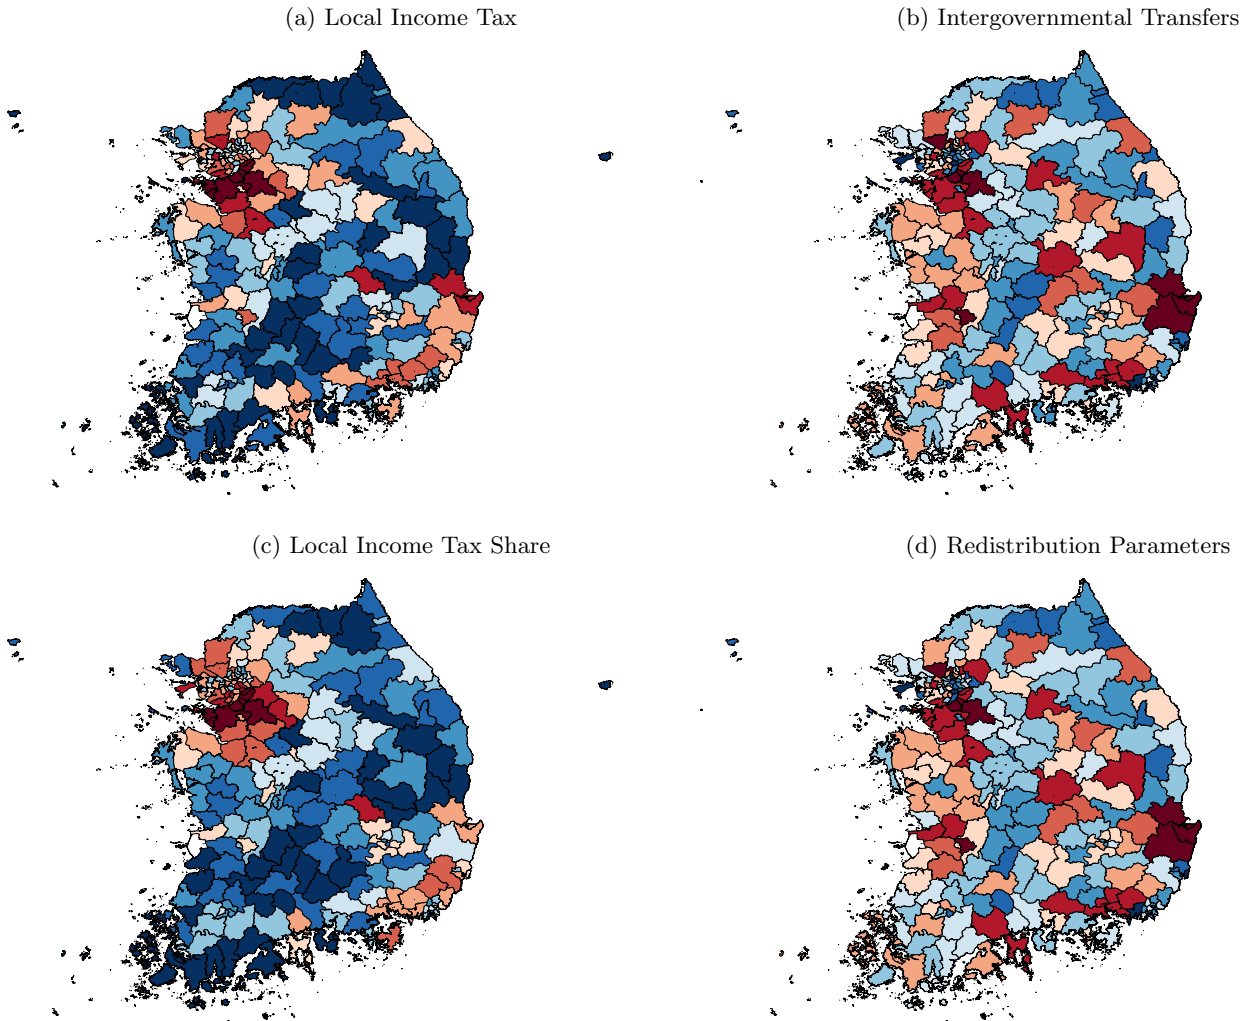 (a) Local Income Tax
(b) Intergovernmental Transfers
(c) Local Income Tax Share
(d) Redistribution Parameters